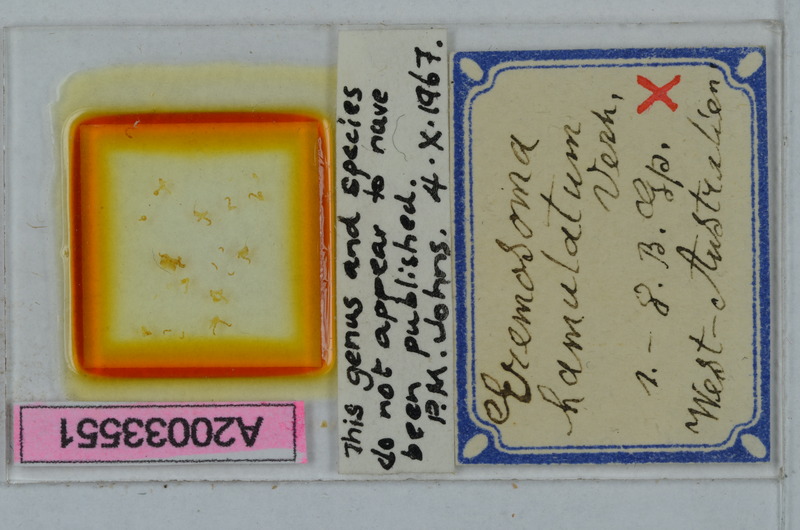 This genus and species
do not appear to have
been published.
P.M. Johns. 4.X.1967.
Eremosoma
hamulatum
Verh.
X
1.-8. B. Gp.
West-Australien,
A20033551